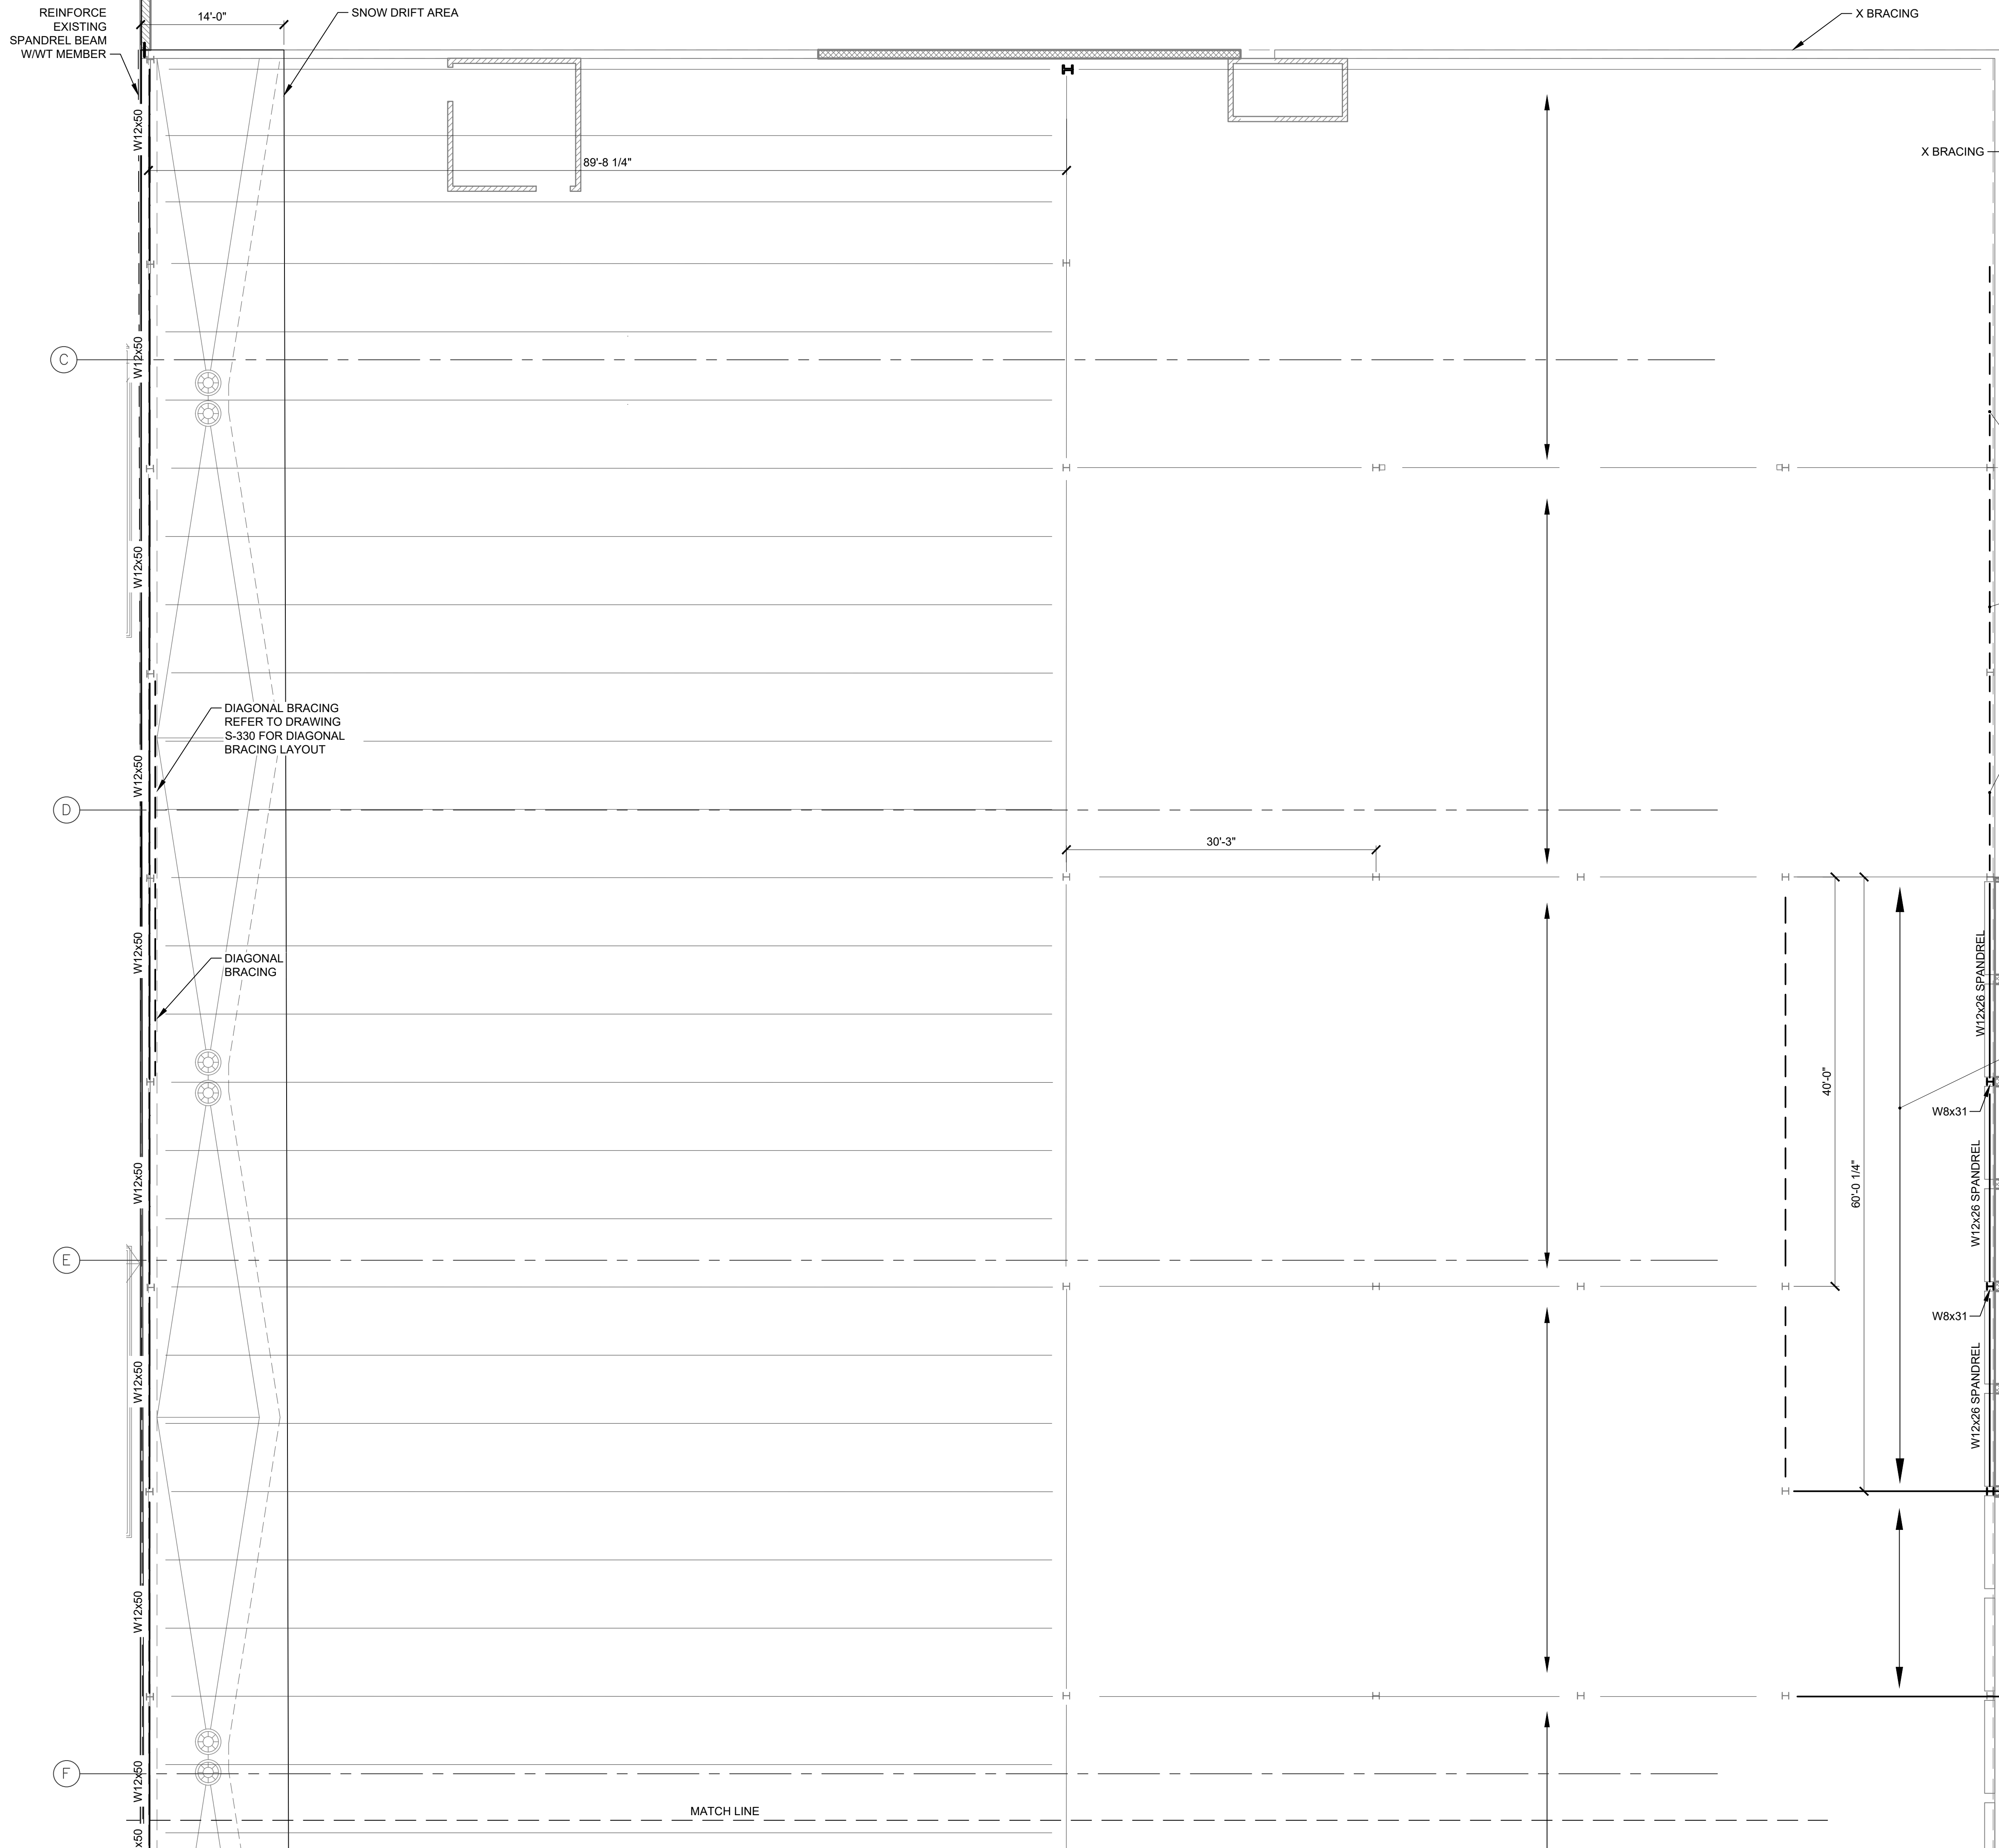 REINFORCE
EXISTING
SPANDREL BEAM
W/WT MEMBER
14'-0"
SNOW DRIFT AREA
X BRACING
W12x50
89'-8 1/4"
X BRACING
C
W12x50
W12x50
DIAGONAL BRACING
REFER TO DRAWING
S-330 FOR DIAGONAL
BRACING LAYOUT
W12x50
D
30'-3"
W12x50
DIAGONAL
BRACING
W12x26 SPANDREL
40'-0"
W8x31
60'-0 1/4"
W12x50
W12x26 SPANDREL
E
W8x31
W12x50
W12x26 SPANDREL
W12x50
F
W12x50
MATCH LINE
x50